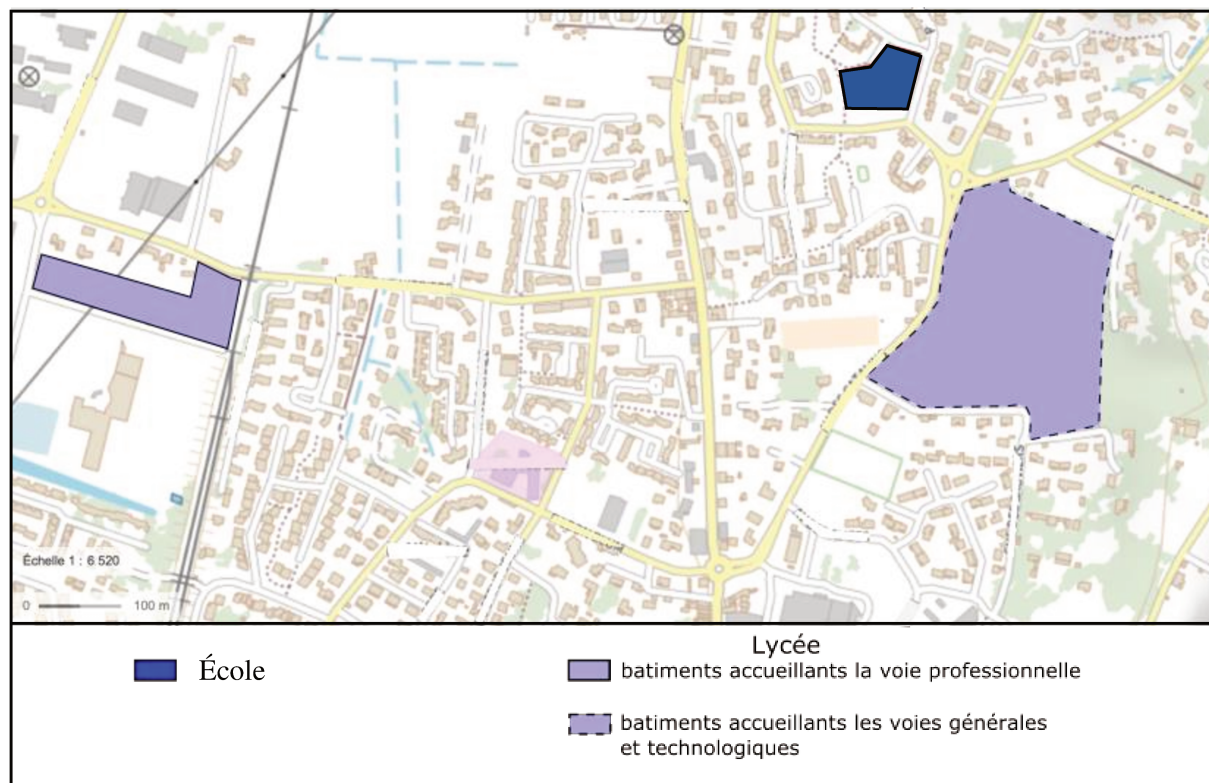 Échelle 1 : 6 520
0 100 m
Lycée
École
batiments accueillants la voie professionnelle
batiments accueillants les voies générales
et technologiques